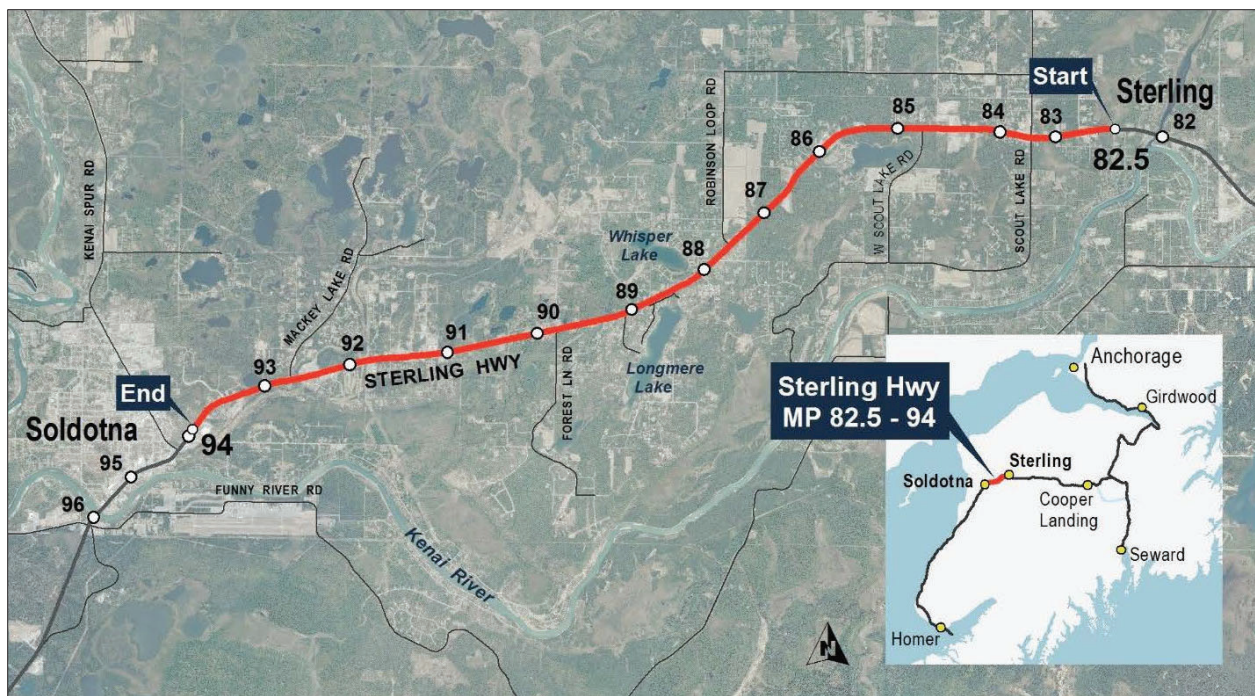 Start
Sterling
82
82.5
83
84
85
86
87
88
89
90
91
92
93
94
95
96
End
Soldotna
KENAI SPUR RD
MACKEY LAKE RD
STERLING HWY
FOREST LN RD
ROBINSON LOOP RD
W SCOUT LAKE RD
SCOUT LAKE RD
FUNNY RIVER RD
Whisper
Lake
Longmere
Lake
Kenai River
N
Sterling Hwy
MP 82.5 - 94
Anchorage
Girdwood
Sterling
Soldotna
Cooper
Landing
Seward
Homer